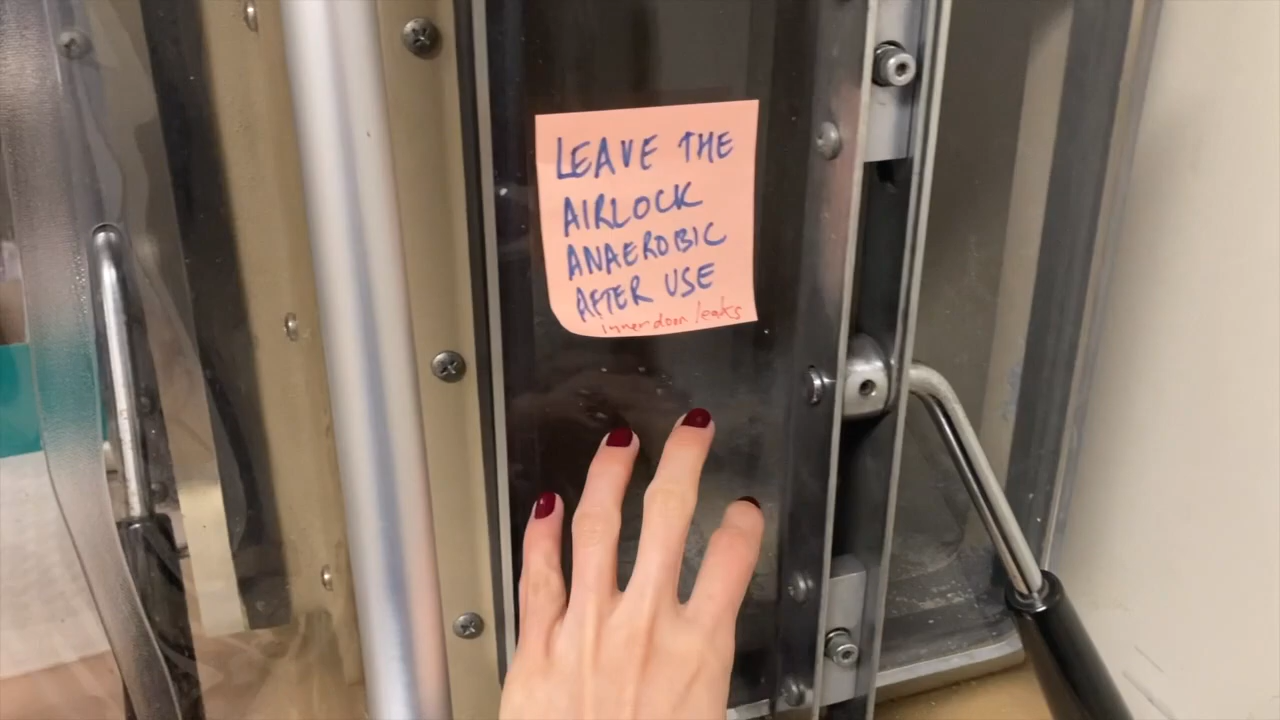 LEAVE THE
AIRLOCK
ANAEROBIC
AFTER USE
inner door leaks